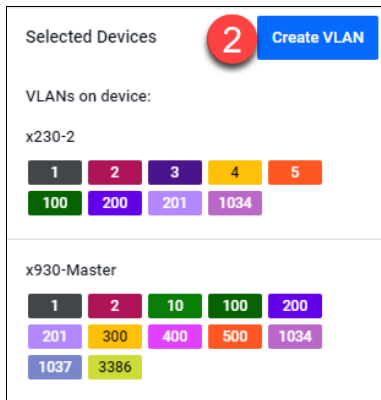 Selected Devices 2 Create VLAN
VLANs on device:
x230-2
1 2 3 4 5
100 200 201 1034
x930-Master
1 2 10 100 200
201 300 400 500 1034
1037 3386